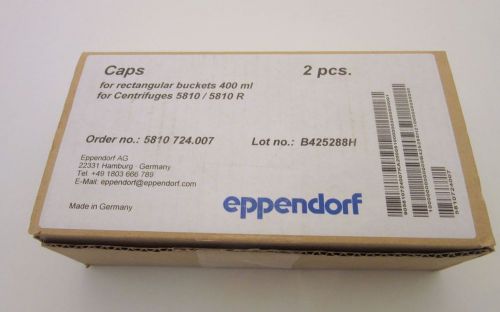 Caps 2 pcs.
for rectangular buckets 400 ml
for Centrifuges 5810 / 5810 R
Order no.: 5810 724.007 Lot no.: B425288H
Eppendorf AG
22331 Hamburg · Germany
Tel. +49 1803 666 789
E-Mail: eppendorf@eppendorf.com
Made in Germany
eppendorf
5810724007